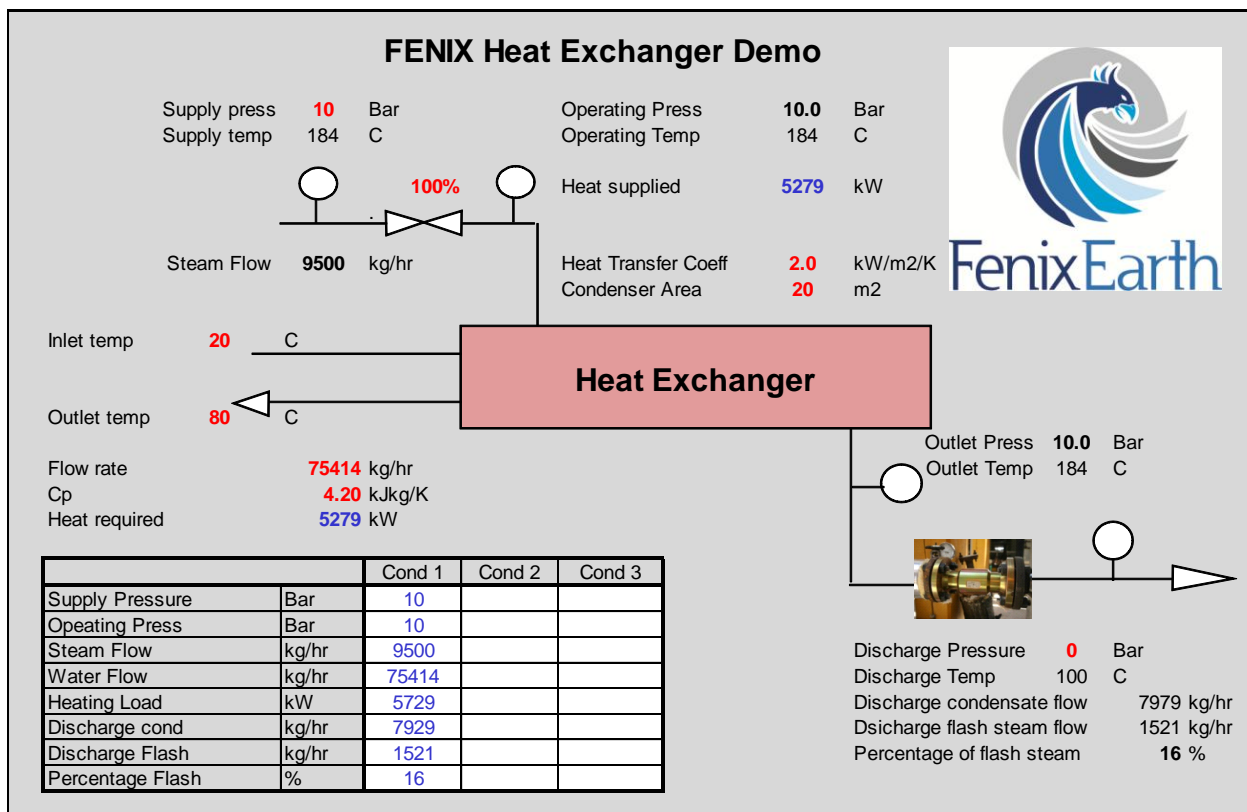 FENIX Heat Exchanger Demo
Supply press 10 Bar Operating Press 10.0 Bar
Supply temp 184 C Operating Temp 184 C
100% Heat supplied 5279 kW
Steam Flow 9500 kg/hr Heat Transfer Coeff 2.0 kW/m2/K
Condenser Area 20 m2
FenixEarth
Inlet temp 20 C
Heat Exchanger
Outlet temp 80 C
Outlet Press 10.0 Bar
Flow rate 75414 kg/hr Outlet Temp 184 C
Cp 4.20 kJkg/K
Heat required 5279 kW
Cond 1 Cond 2 Cond 3
Supply Pressure Bar 10
Opeating Press Bar 10
Steam Flow kg/hr 9500
Water Flow kg/hr 75414
Heating Load kW 5729
Discharge cond kg/hr 7929
Discharge Flash kg/hr 1521
Percentage Flash % 16
Discharge Pressure 0 Bar
Discharge Temp 100 C
Discharge condensate flow 7979 kg/hr
Dsicharge flash steam flow 1521 kg/hr
Percentage of flash steam 16 %